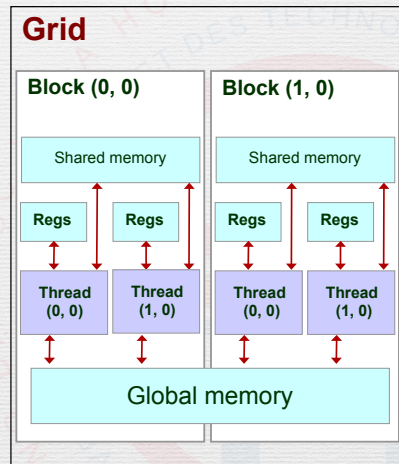 Grid
Block (0, 0)
Block (1, 0)
Shared memory
Shared memory
Regs
Regs
Regs
Regs
Thread
(0, 0)
Thread
(1, 0)
Thread
(0, 0)
Thread
(1, 0)
Global memory